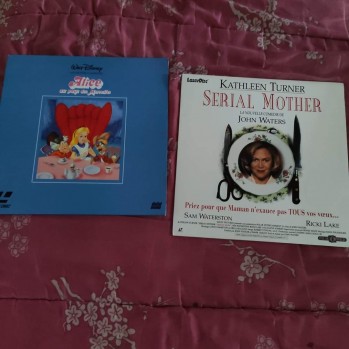 WALT DISNEY
Alice
au pays des Merveilles
LaserDisc
KATHLEEN TURNER
SERIAL MOTHER
LA NOUVELLE COMEDIE DE
JOHN WATERS
Priez pour que Maman n'exauce pas TOUS vos vœux...
SAM WATERSTON
RICKI LAKE